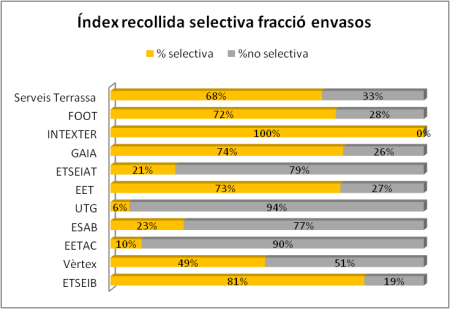 Índex recollida selectiva fracció envasos
% selectiva %no selectiva
Serveis Terrassa 68% 33%
FOOT 72% 28%
INTEXTER 100% 0%
GAIA 74% 26%
ETSEIAT 21% 79%
EET 73% 27%
UTG 6% 94%
ESAB 23% 77%
EETAC 10% 90%
Vèrtex 49% 51%
ETSEIB 81% 19%